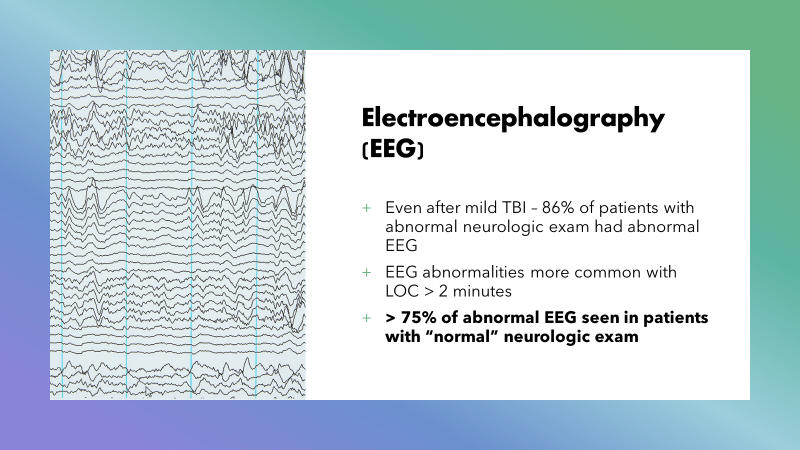 Electroencephalography
(EEG)
+ Even after mild TBI – 86% of patients with
abnormal neurologic exam had abnormal
EEG
+ EEG abnormalities more common with
LOC > 2 minutes
+ > 75% of abnormal EEG seen in patients
with “normal” neurologic exam